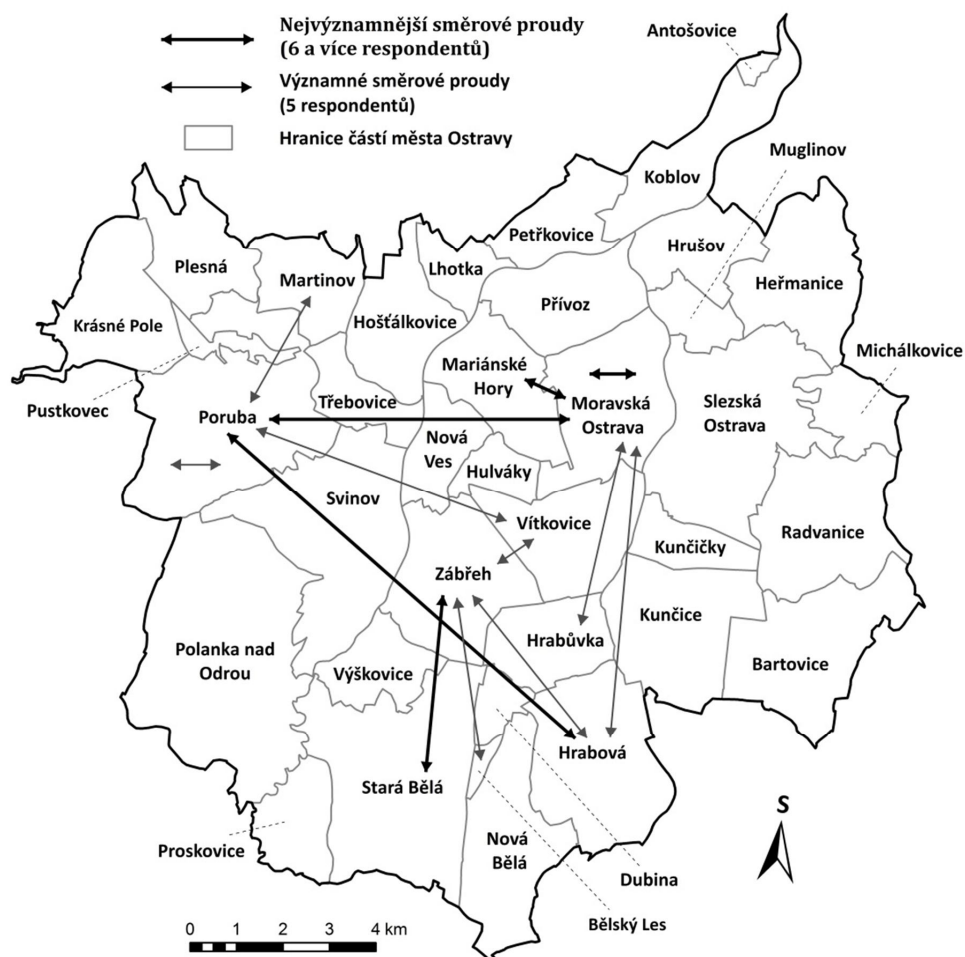 Nejvýznamnější směrové proudy
(6 a více respondentů)
Významné směrové proudy
(5 respondentů)
Hranice částí města Ostravy
Antošovice
Muglinov
Koblov
Petřkovice
Hrušov
Plesná
Martinov
Lhotka
Heřmanice
Přívoz
Krásné Pole
Hošťálkovice
Michálkovice
Mariánské
Hory
Pustkovec
Poruba
Třebovice
Moravská
Ostrava
Slezská
Ostrava
Nová
Ves
Hulváky
Svinov
Vítkovice
Radvanice
Kunčičky
Zábřeh
Kunčice
Hrabůvka
Polanka nad
Odrou
Výškovice
Bartovice
Hrabová
Stará Bělá
S
Proskovice
Nová
Bělá
Dubina
Bělský Les
0 1 2 3 4 km